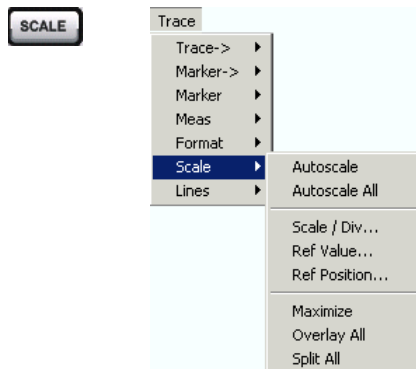 SCALE
Trace
Trace->
Marker->
Marker
Meas
Format
Scale
Lines
Autoscale
Autoscale All
Scale / Div...
Ref Value...
Ref Position...
Maximize
Overlay All
Split All